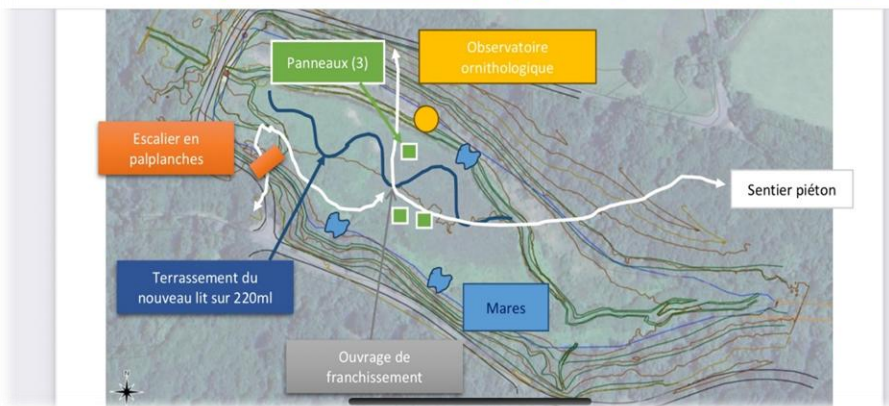 Observatoire
ornithologique
Panneaux (3)
Escalier en
palplanches
Sentier piéton
Terrassement du
nouveau lit sur 220ml
Mares
Ouvrage de
franchissement
N